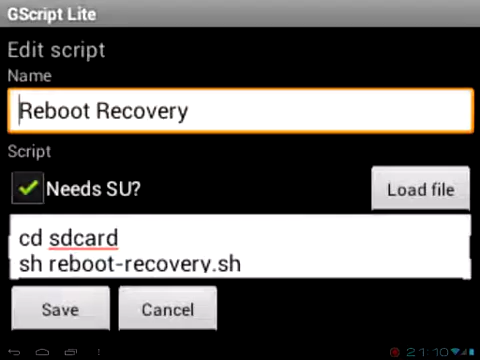 GScript Lite
Edit script
Name
Reboot Recovery
Script
Needs SU?
Load file
cd sdcard
sh reboot-recovery.sh
Save
Cancel
21:10